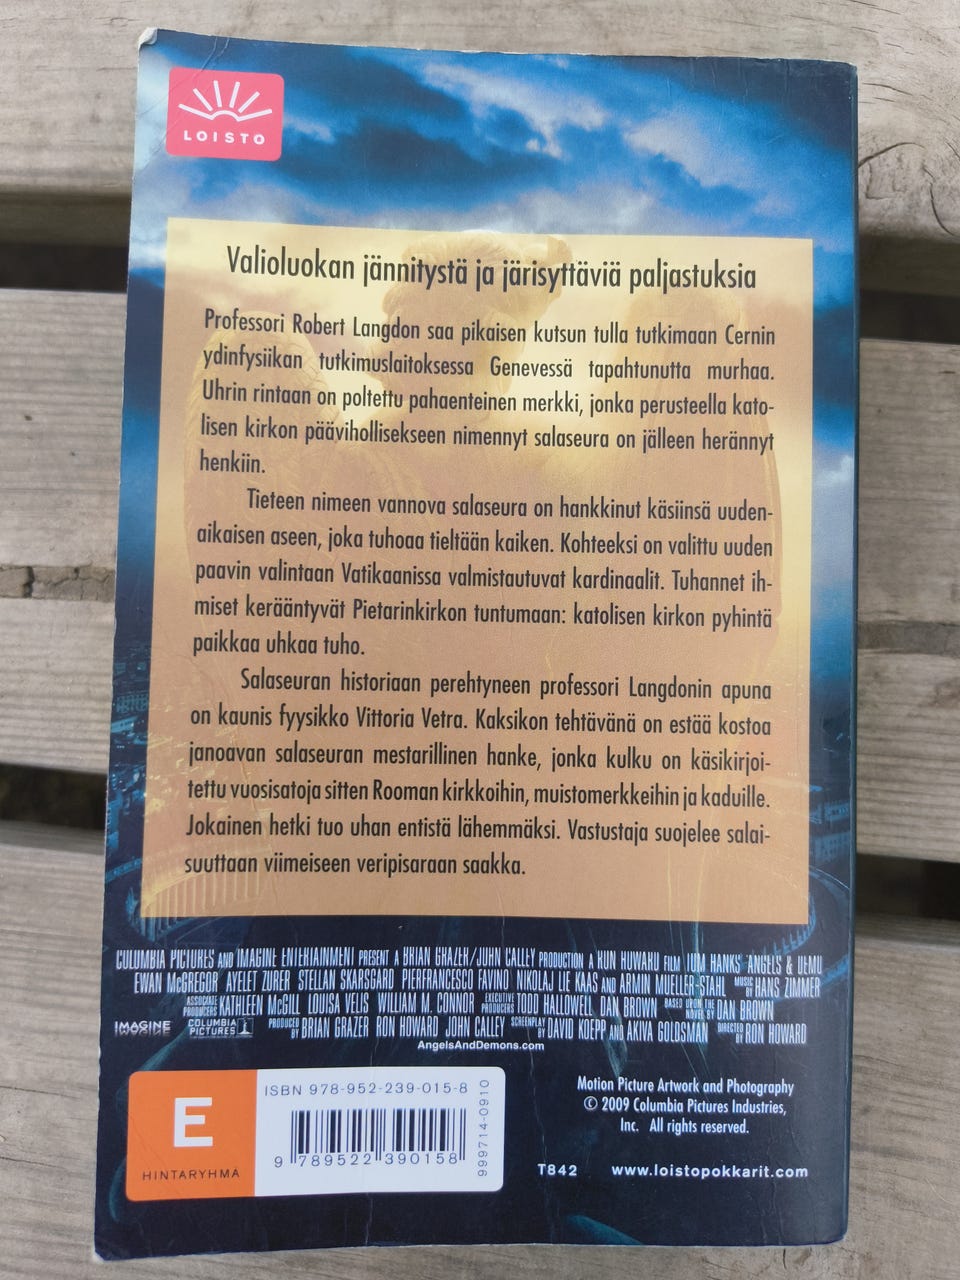 LOISTO
Valioluokan jännitystä ja järisyttäviä paljastuksia
Professori Robert Langdon saa pikaisen kutsun tulla tutkimaan Cernin
ydinfysiikan tutkimuslaitoksessa Genevessä tapahtunutta murhaa.
Uhrin rintaan on poltettu pahaenteinen merkki, jonka perusteella kato-
lisen kirkon päävihollisekseen nimennyt salaseura on jälleen herännyt
henkiin.
Tieteen nimeen vannova salaseura on hankkinut käsiinsä uuden-
aikaisen aseen, joka tuhoaa tieltään kaiken. Kohteeksi on valittu uuden
paavin valintaan Vatikaanissa valmistautuvat kardinaalit. Tuhannet ih-
miset kerääntyvät Pietarinkirkon tuntumaan: katolisen kirkon pyhintä
paikkaa uhkaa tuho.
Salaseuran historiaan perehtyneen professori Langdonin apuna
on kaunis fyysikko Vittoria Vetra. Kaksikon tehtävänä on estää kostoa
janoavan salaseuran mestarillinen hanke, jonka kulku on käsikirjoi-
tettu vuosisatoja sitten Rooman kirkkoihin, muistomerkkeihin ja kaduille.
Jokainen hetki tuo uhan entistä lähemmäksi. Vastustaja suojelee salai-
suuttaan viimeiseen veripisaraan saakka.
COLUMBIA PICTURES AND IMAGINE ENTERTAINMENT PRESENT A BRIAN GRAZER/JOHN CALLEY PRODUCTION A RON HOWARD FILM TOM HANKS ANGELS & DEMO
EWAN McGREGOR AYELET ZURER STELLAN SKARSGARD PIERFRANCESCO FAVINO NIKOLAJ LIE KAAS AND ARMIN MUELLER-STAHL MUSIC BY HANS ZIMMER
ASSOCIATE PRODUCERS KATHLEEN McGILL LOUISA VELIS WILLIAM M. CONNOR EXECUTIVE PRODUCERS TODD HALLOWELL DAN BROWN BASED UPON THE NOVEL BY DAN BROWN
IMAGINE COLUMBIA PICTURES PRODUCED BY BRIAN GRAZER RON HOWARD JOHN CALLEY SCREENPLAY BY DAVID KOEPP AND AKIVA GOLDSMAN DIRECTED BY RON HOWARD
AngelsAndDemons.com
E
HINTARYHMÄ
ISBN 978-952-239-015-8
9 789522 390158
999714-0910
Motion Picture Artwork and Photography
© 2009 Columbia Pictures Industries,
Inc. All rights reserved.
T842 www.loistopokkarit.com